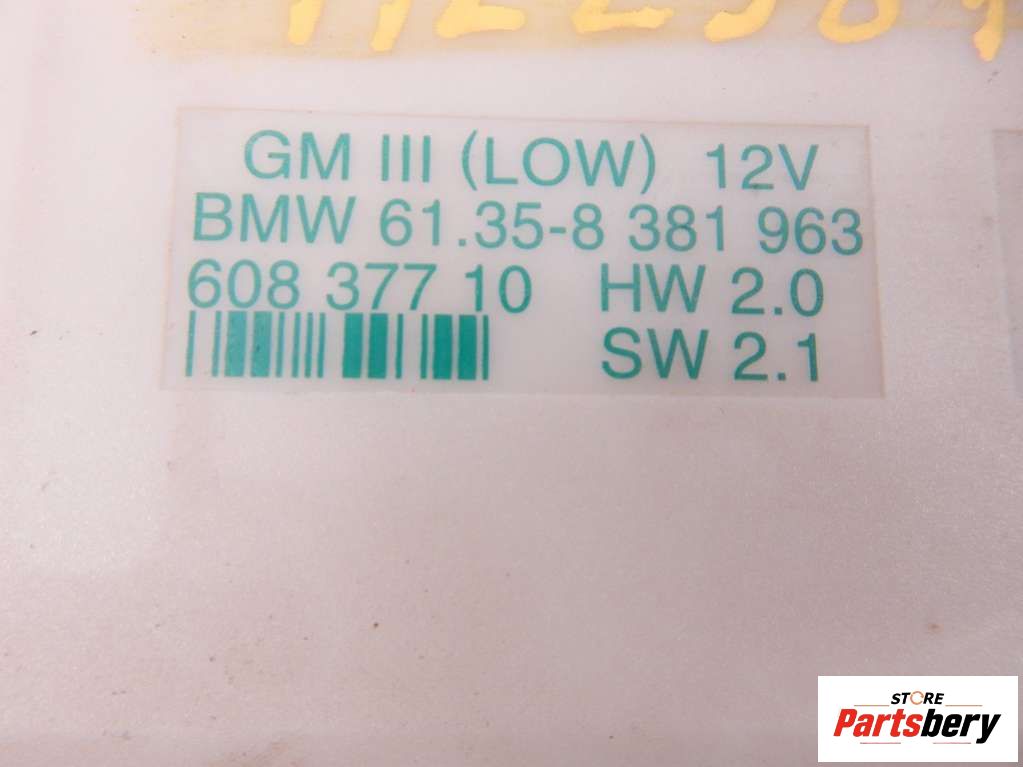 GM III (LOW) 12V
BMW 61.35-8 381 963
608 377 10 HW 2.0
SW 2.1
STORE
Partsbery